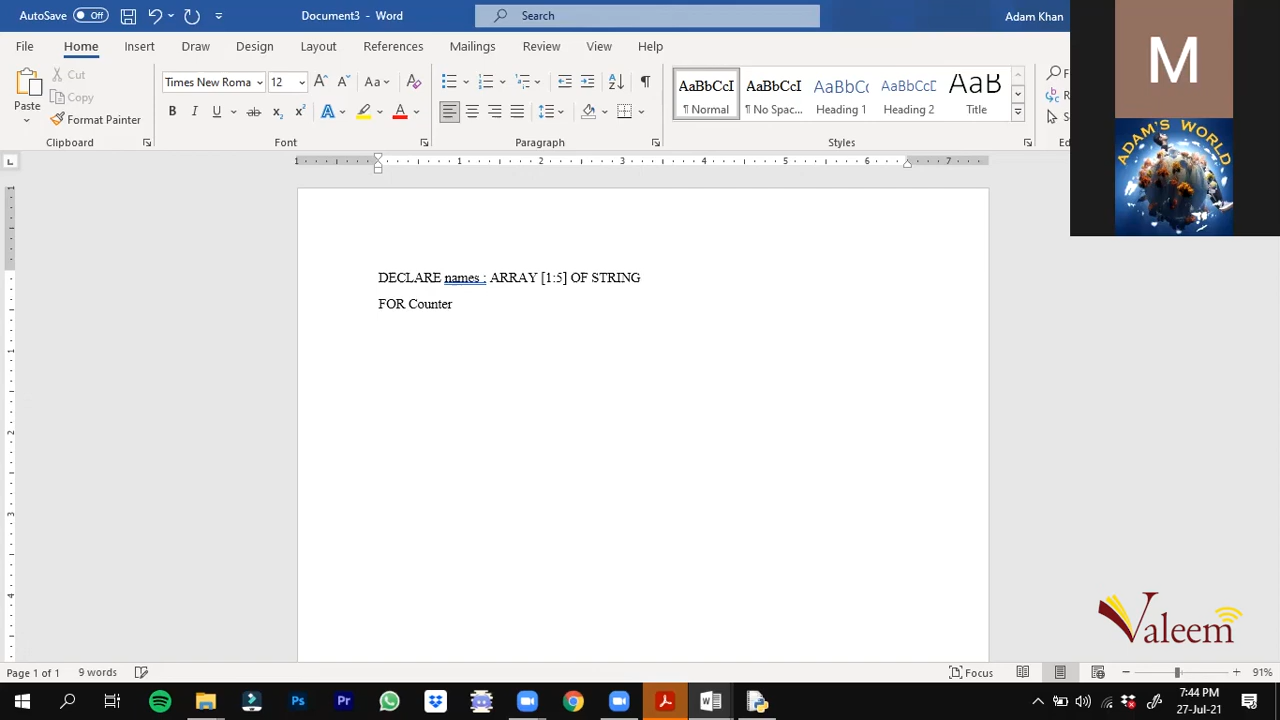 AutoSave Off Document3 - Word Search Adam Khan
File Home Insert Draw Design Layout References Mailings Review View Help
Paste Cut Copy Format Painter
Times New Roma 12
AaBbCcI AaBbCcI AaBbCc AaBbCcD AaB
¶ Normal ¶ No Spac... Heading 1 Heading 2 Title
Clipboard Font Paragraph Styles
M
ADAM'S WORLD
DECLARE names : ARRAY [1:5] OF STRING
FOR Counter
Valeem
Page 1 of 1 9 words Focus 91%
7:44 PM
27-Jul-21